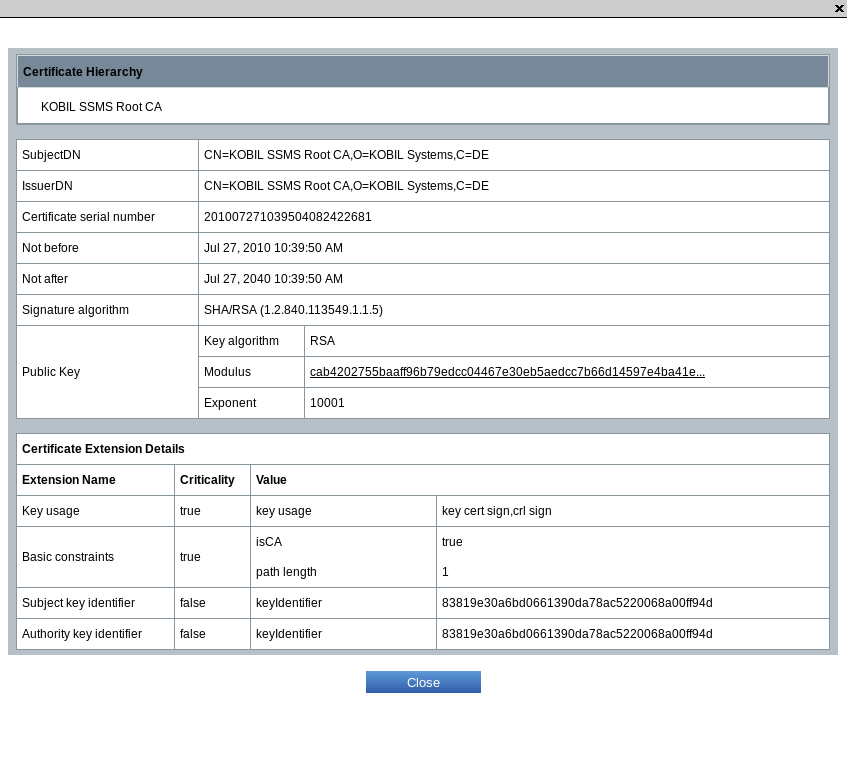 Certificate Hierarchy
KOBIL SSMS Root CA
SubjectDN CN=KOBIL SSMS Root CA,O=KOBIL Systems,C=DE
IssuerDN CN=KOBIL SSMS Root CA,O=KOBIL Systems,C=DE
Certificate serial number 201007271039504082422681
Not before Jul 27, 2010 10:39:50 AM
Not after Jul 27, 2040 10:39:50 AM
Signature algorithm SHA/RSA (1.2.840.113549.1.1.5)
Key algorithm RSA
Public Key Modulus cab4202755baaff96b79edcc04467e30eb5aedcc7b66d14597e4ba41e...
Exponent 10001
Certificate Extension Details
Extension Name Criticality Value
Key usage true key usage key cert sign,crl sign
Basic constraints true isCA true
path length 1
Subject key identifier false keyIdentifier 83819e30a6bd0661390da78ac5220068a00ff94d
Authority key identifier false keyIdentifier 83819e30a6bd0661390da78ac5220068a00ff94d
Close